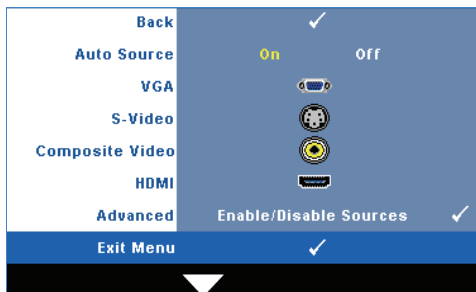 Back
Auto Source On Off
VGA
S-Video
Composite Video
HDMI
Advanced Enable/Disable Sources
Exit Menu